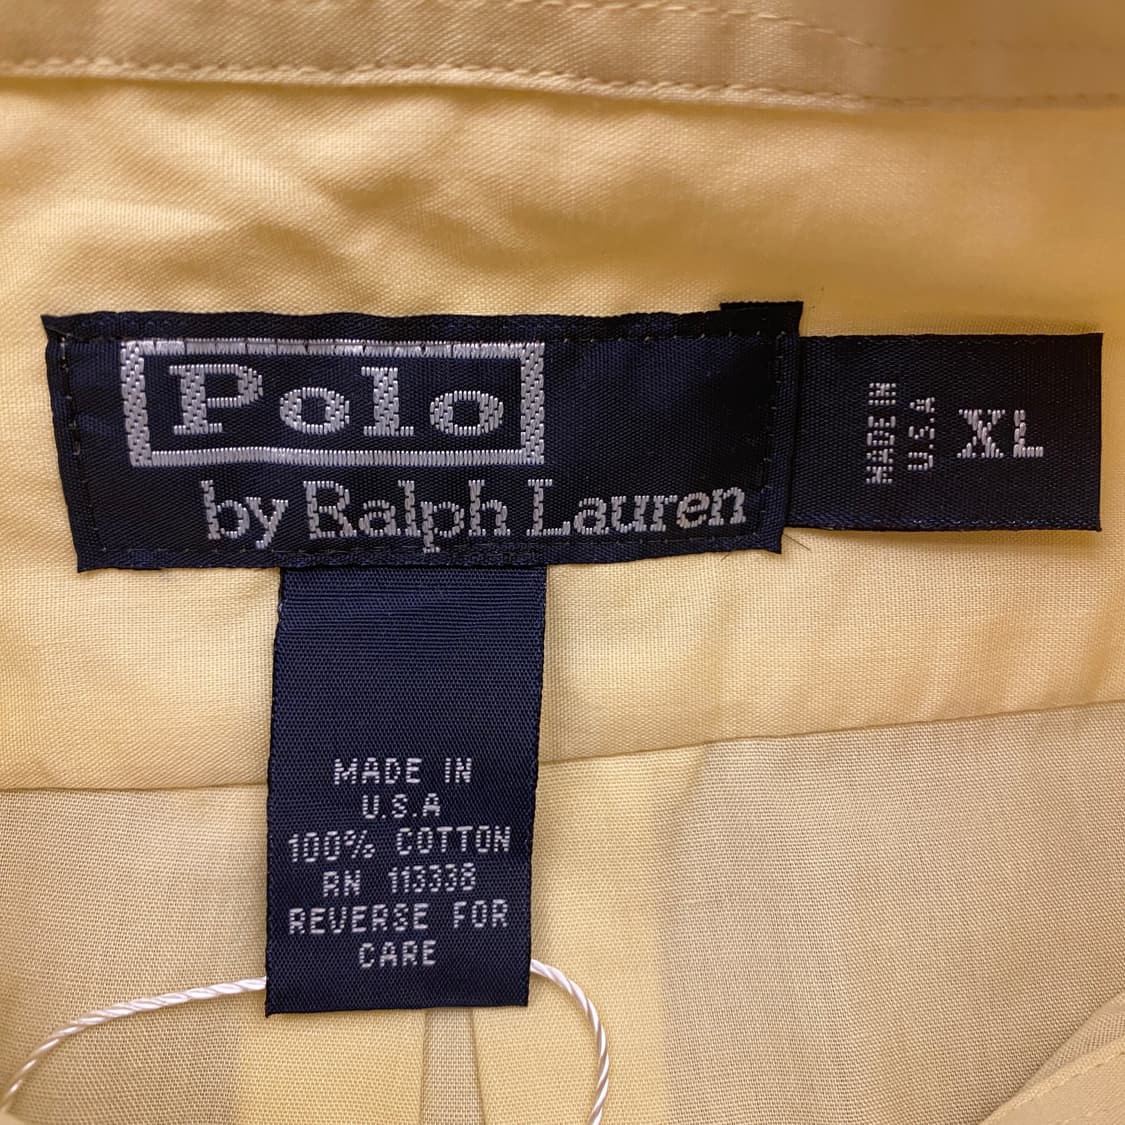 Polo
by Ralph Lauren
MADE IN
U.S.A
XL
MADE IN
U.S.A
100% COTTON
RN 113338
REVERSE FOR
CARE